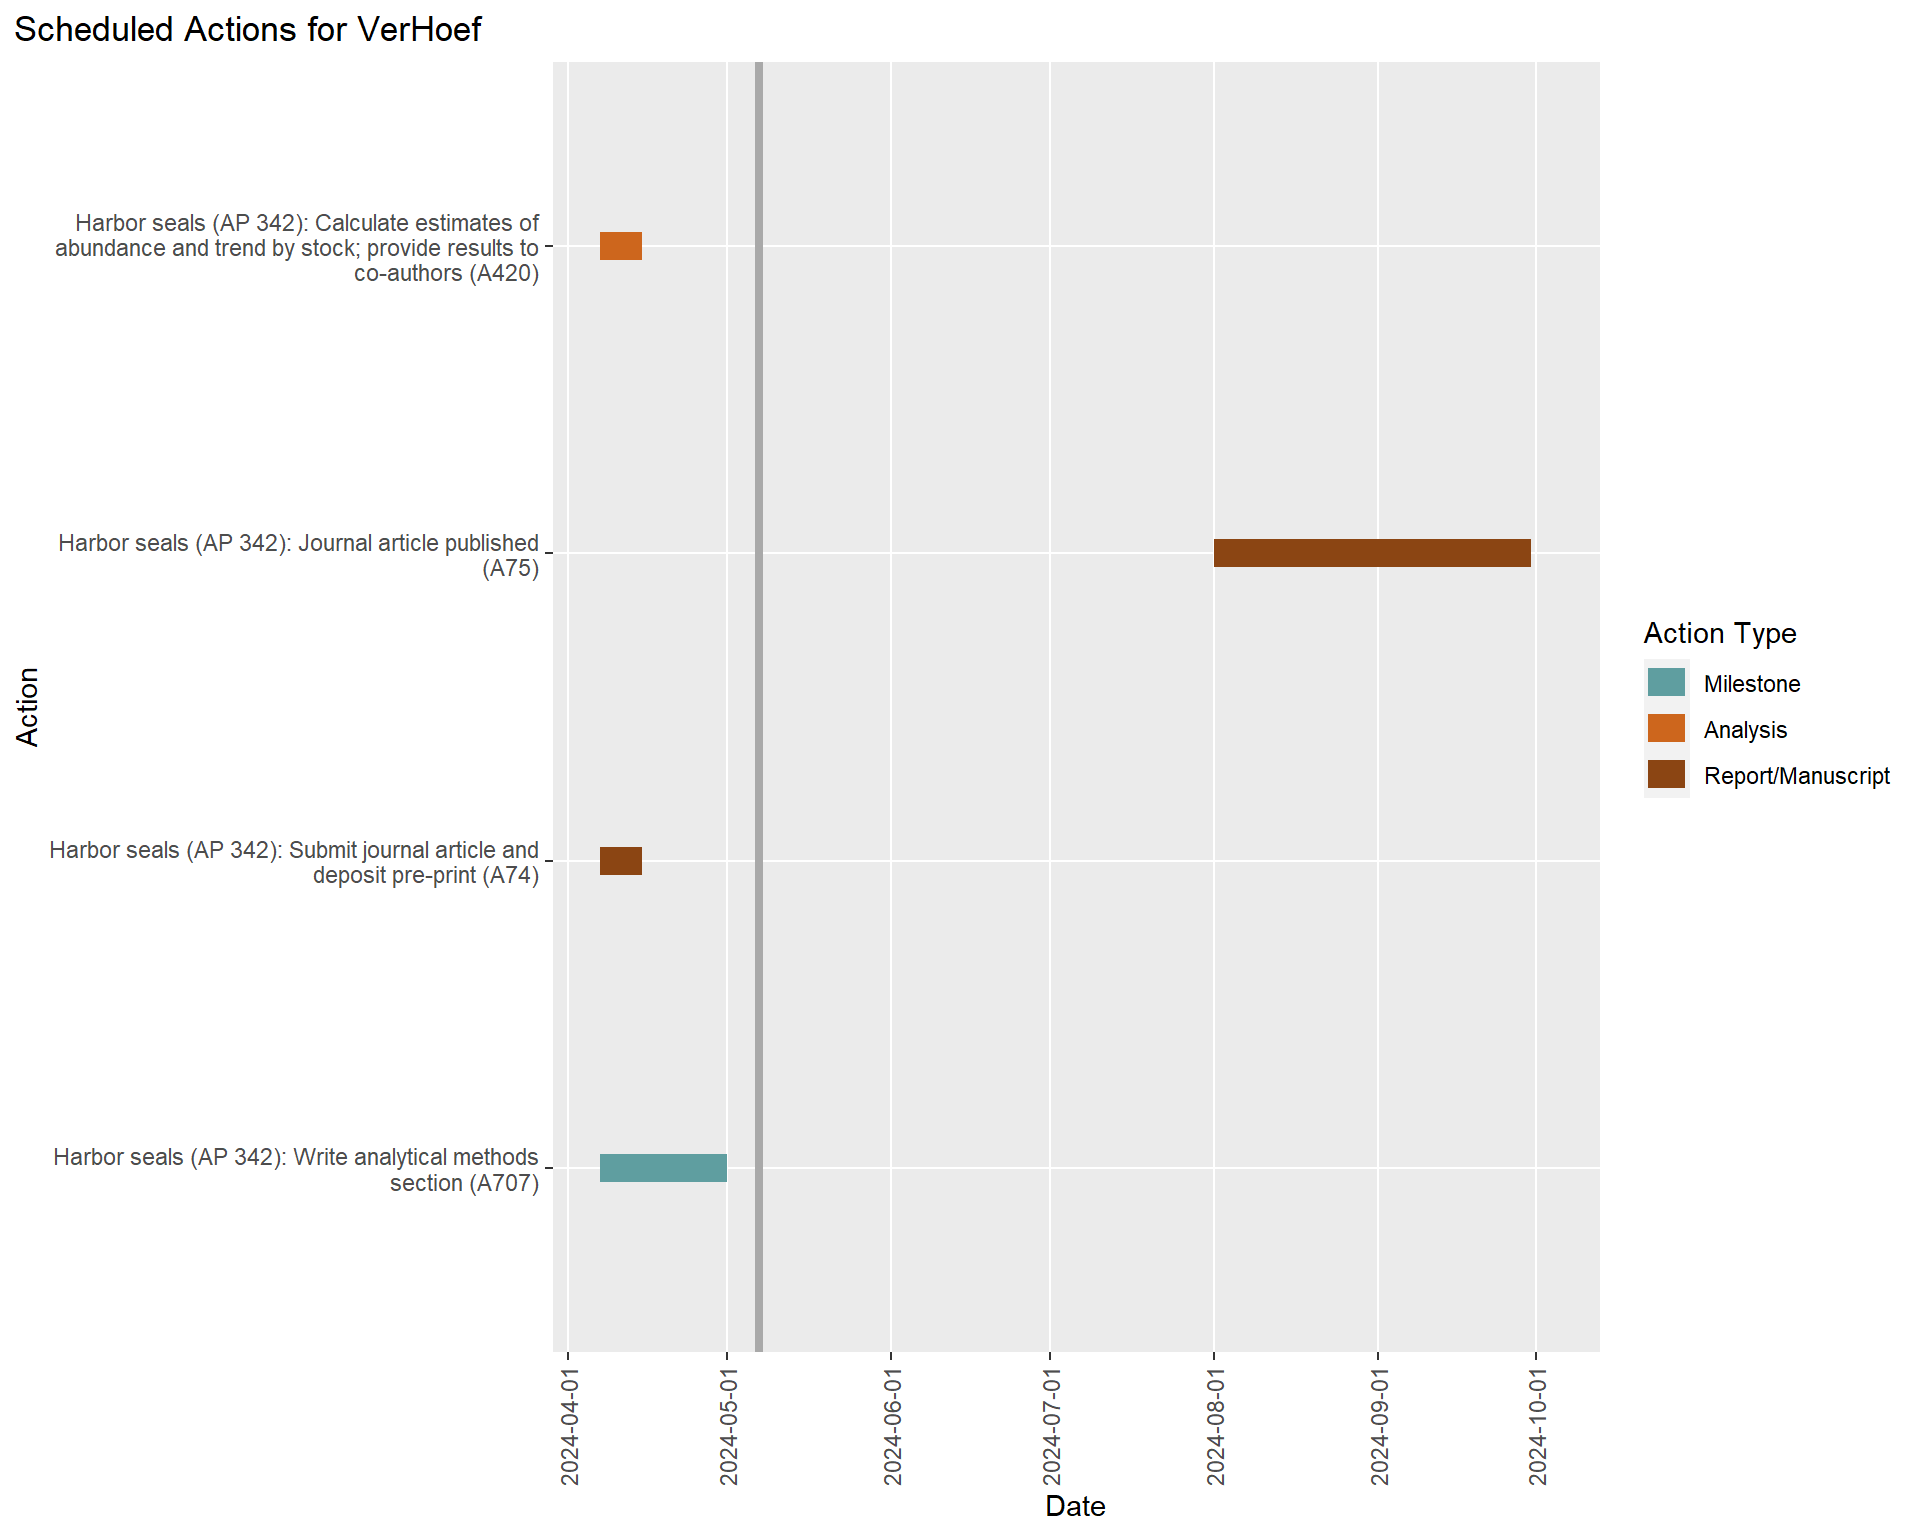 Scheduled Actions for VerHoef
Harbor seals (AP 342): Calculate estimates of
abundance and trend by stock; provide results to
co-authors (A420)
Harbor seals (AP 342): Journal article published
(A75)
Harbor seals (AP 342): Submit journal article and
deposit pre-print (A74)
Harbor seals (AP 342): Write analytical methods
section (A707)
Action
2024-04-01
2024-05-01
2024-06-01
2024-07-01
2024-08-01
2024-09-01
2024-10-01
Date
Action Type
Milestone
Analysis
Report/Manuscript